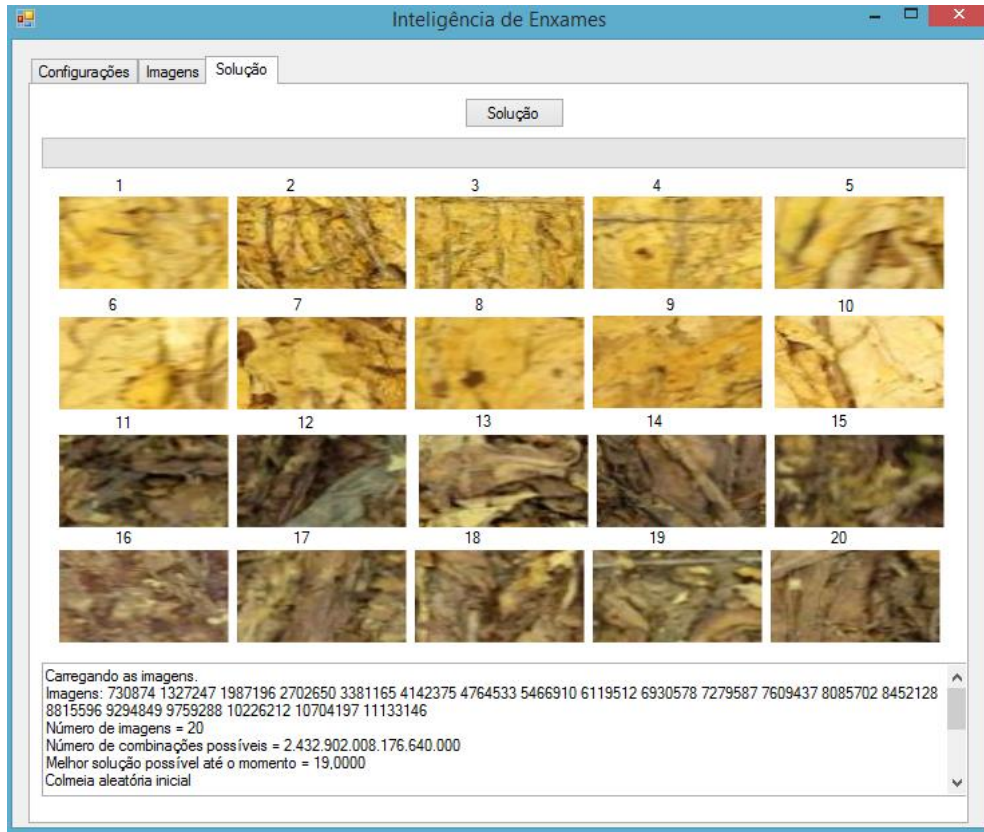 Inteligência de Enxames
Configurações Imagens Solução
Solução
1 2 3 4 5
6 7 8 9 10
11 12 13 14 15
16 17 18 19 20
Carregando as imagens.
Imagens: 730874 1327247 1987196 2702650 3381165 4142375 4764533 5466910 6119512 6930578 7279587 7609437 8085702 8452128
8815596 9294849 9759288 10226212 10704197 11133146
Número de imagens = 20
Número de combinações possíveis = 2.432.902.008.176.640.000
Melhor solução possível até o momento = 19,0000
Colmeia aleatória inicial